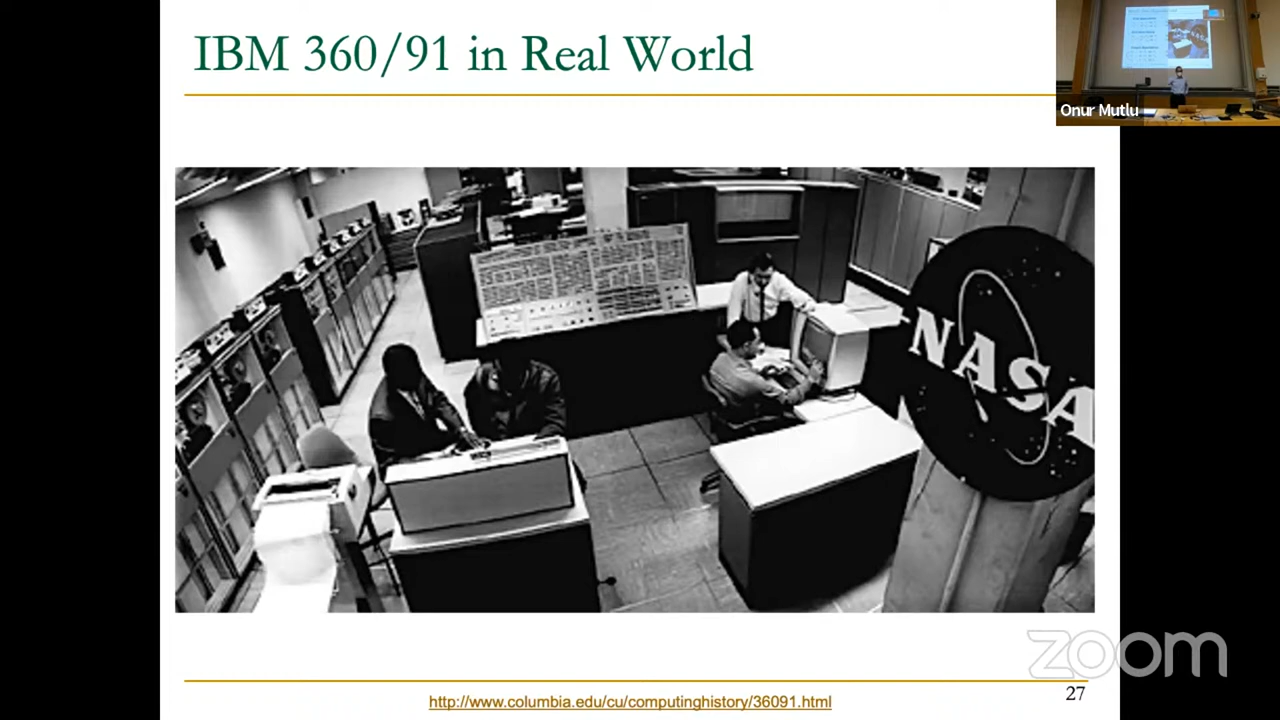 IBM 360/91 in Real World
Onur Mutlu
NASA
zoom
http://www.columbia.edu/cu/computinghistory/36091.html
27